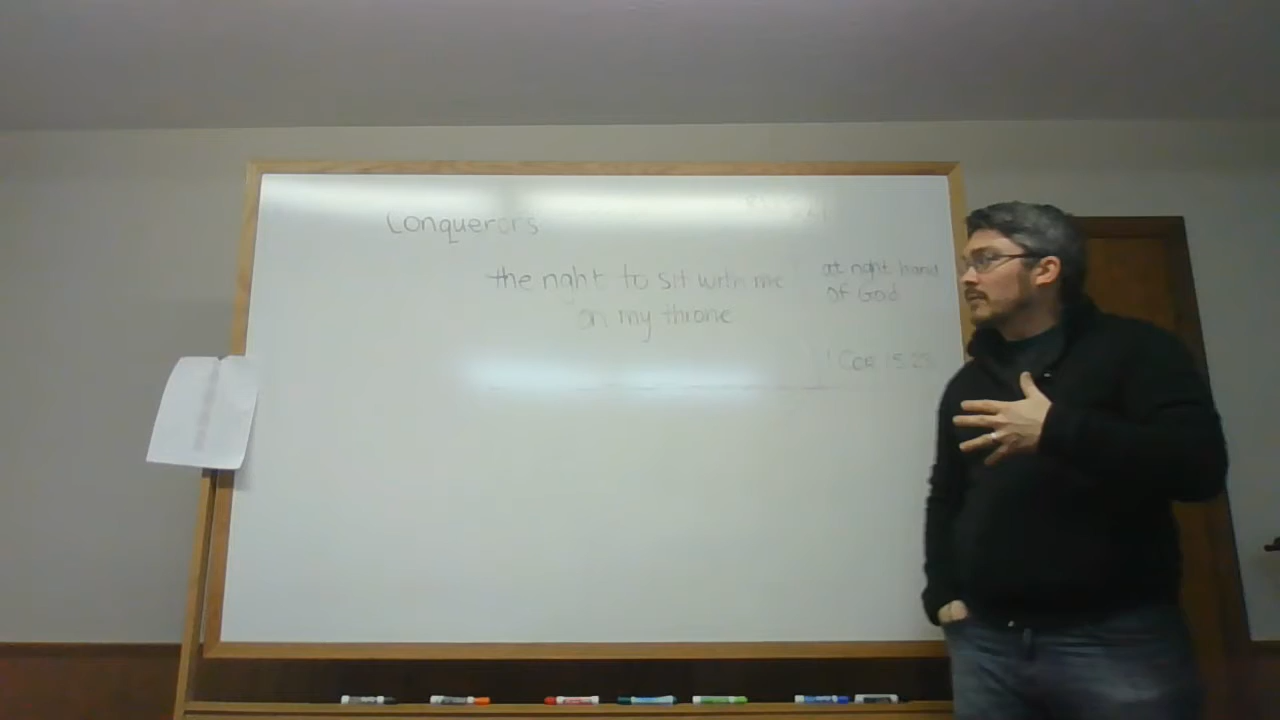 Conquerors
the right to sit with me
on my throne
at right hand
of God
1 Cor 15:25